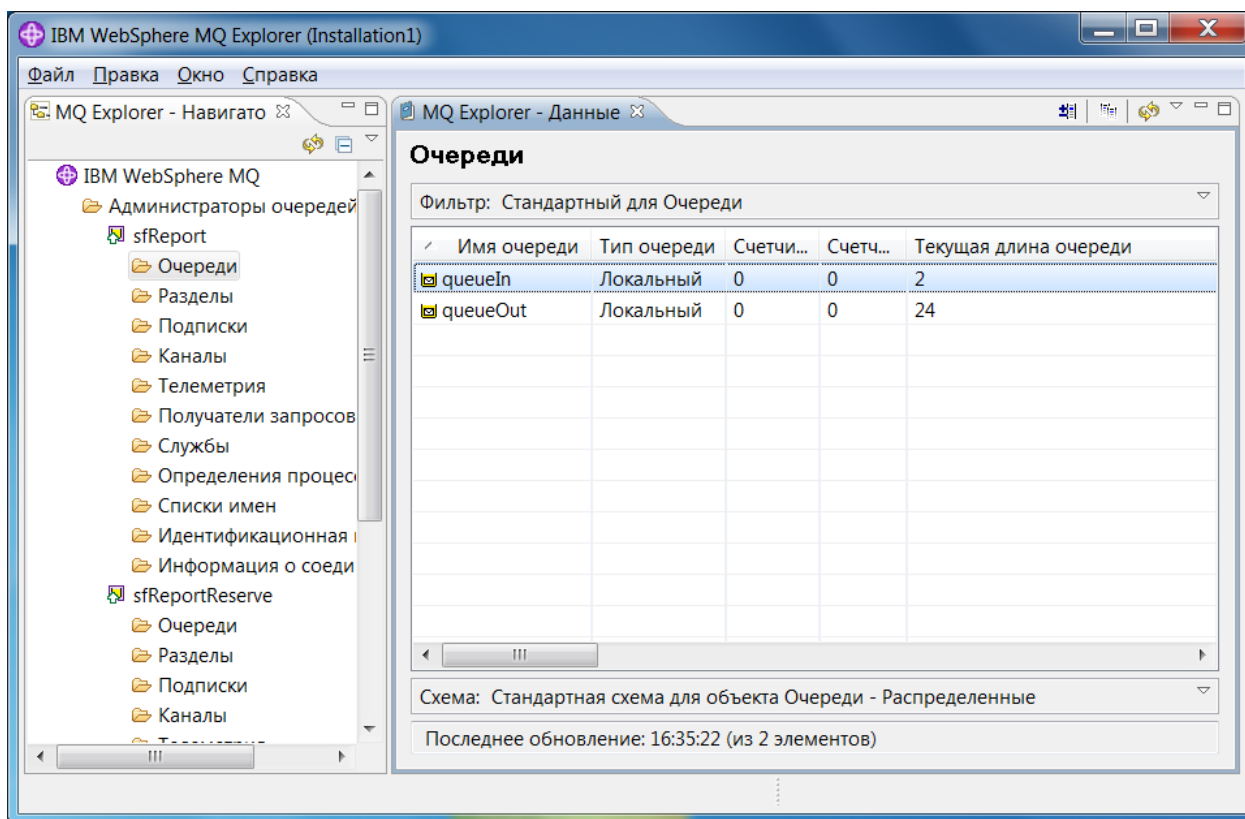 IBM WebSphere MQ Explorer (Installation1)
Файл Правка Окно Справка
MQ Explorer - Навигато
MQ Explorer - Данные
IBM WebSphere MQ
Администраторы очередей
sfReport
Очереди
Разделы
Подписки
Каналы
Телеметрия
Получатели запросов
Службы
Определения процес
Списки имен
Идентификационная
Информация о соеди
sfReportReserve
Очереди
Разделы
Подписки
Каналы
Очереди
Фильтр: Стандартный для Очереди
Имя очереди Тип очереди Счетчи... Счетч... Текущая длина очереди
queueIn Локальный 0 0 2
queueOut Локальный 0 0 24
Схема: Стандартная схема для объекта Очереди - Распределенные
Последнее обновление: 16:35:22 (из 2 элементов)